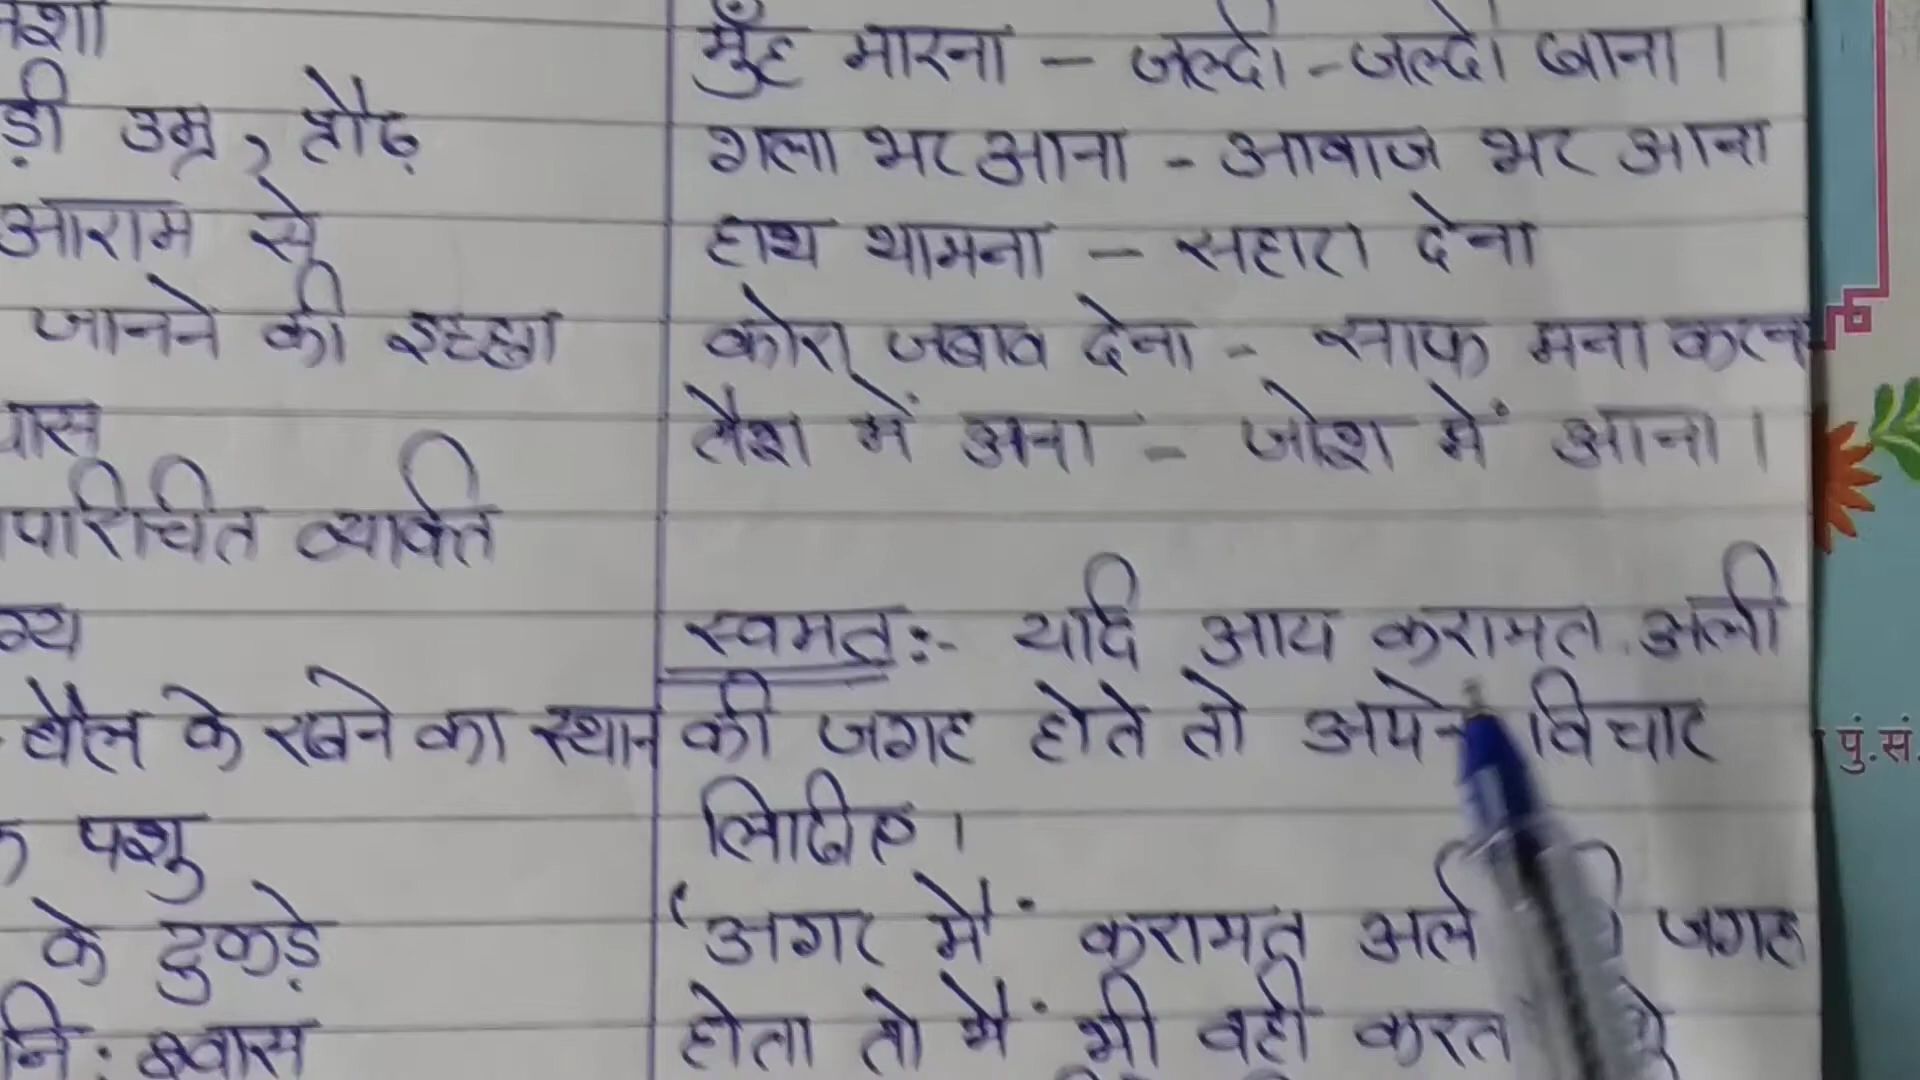 ड़ी उम्र, प्रौढ़
आराम से
जानने की इच्छा
परिचित व्यक्ति
बैल के रखने का स्थान
पशु
के टुकड़े
नि: श्वास
मुँह मारना – जल्दी-जल्दी खाना।
गला भर आना - आवाज भर आना
हाथ थामना – सहारा देना
कोरा जवाब देना - साफ मना करना
तैश में आना - जोश में आना।
स्वमत:- यदि आप करामत अली
की जगह होते तो अपने विचार
लिखिए।
'अगर मैं करामत अली जगह
होता तो मैं भी वही करत
पुं.सं.